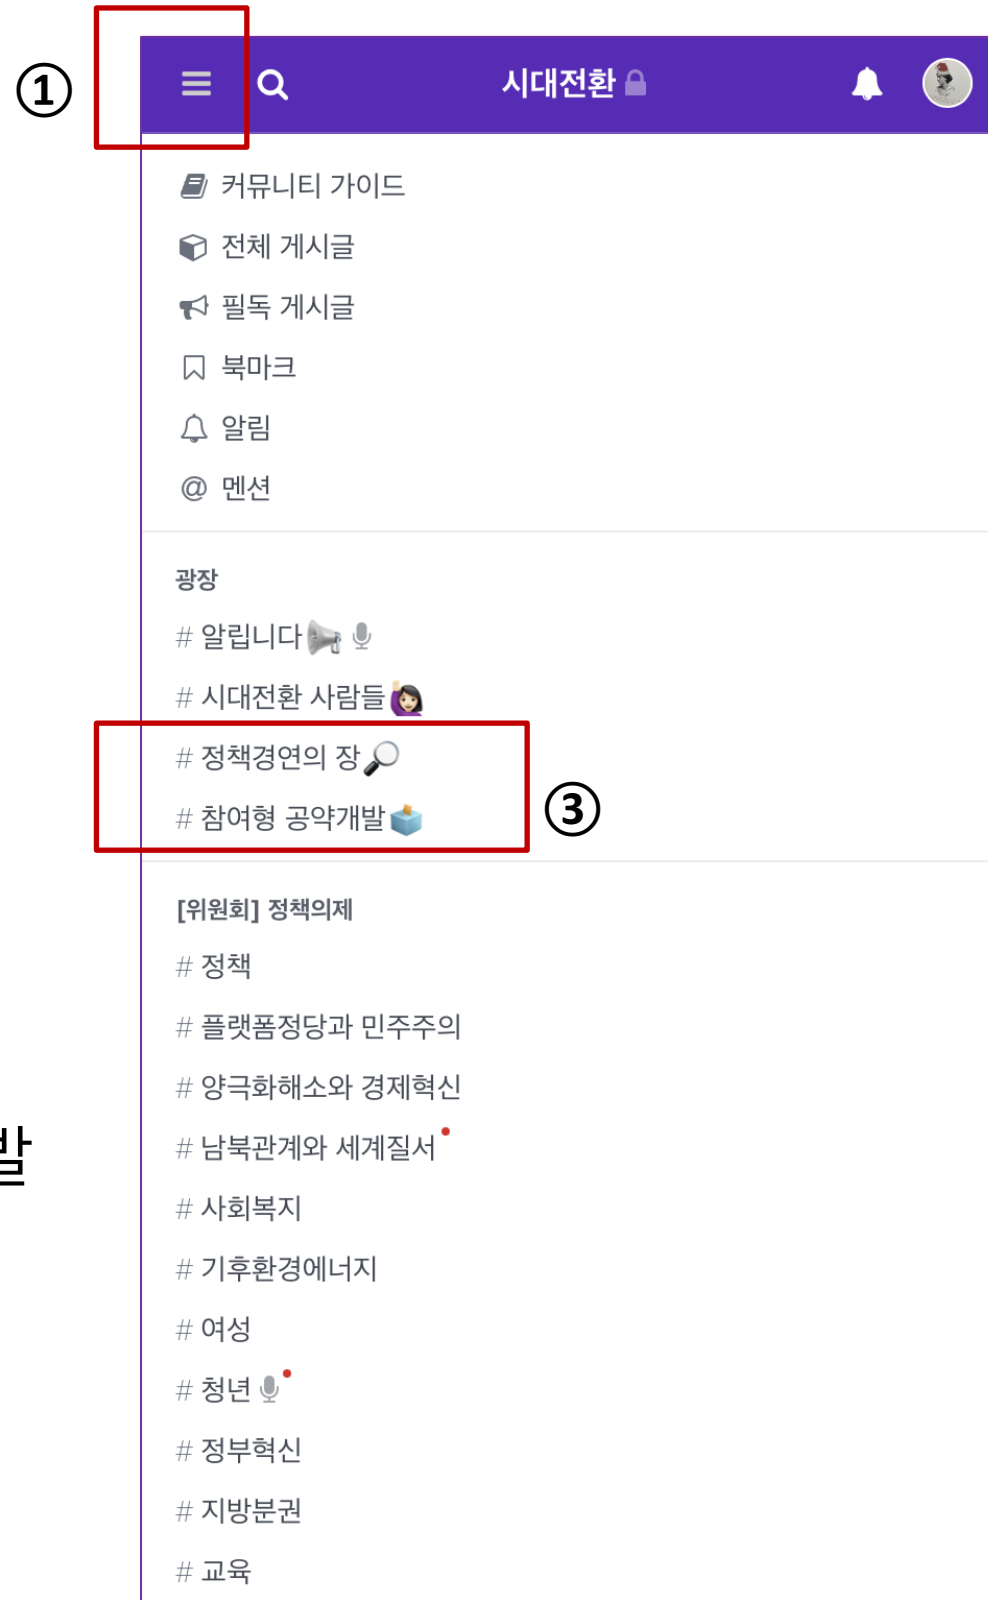 ①
시대전환
커뮤니티 가이드
전체 게시글
필독 게시글
북마크
알림
@ 멘션
광장
# 알립니다
# 시대전환 사람들
# 정책경연의 장
# 참여형 공약개발
③
[위원회] 정책의제
# 정책
# 플랫폼정당과 민주주의
# 양극화해소와 경제혁신
# 남북관계와 세계질서
발
# 사회복지
# 기후환경에너지
# 여성
# 청년
# 정부혁신
# 지방분권
# 교육